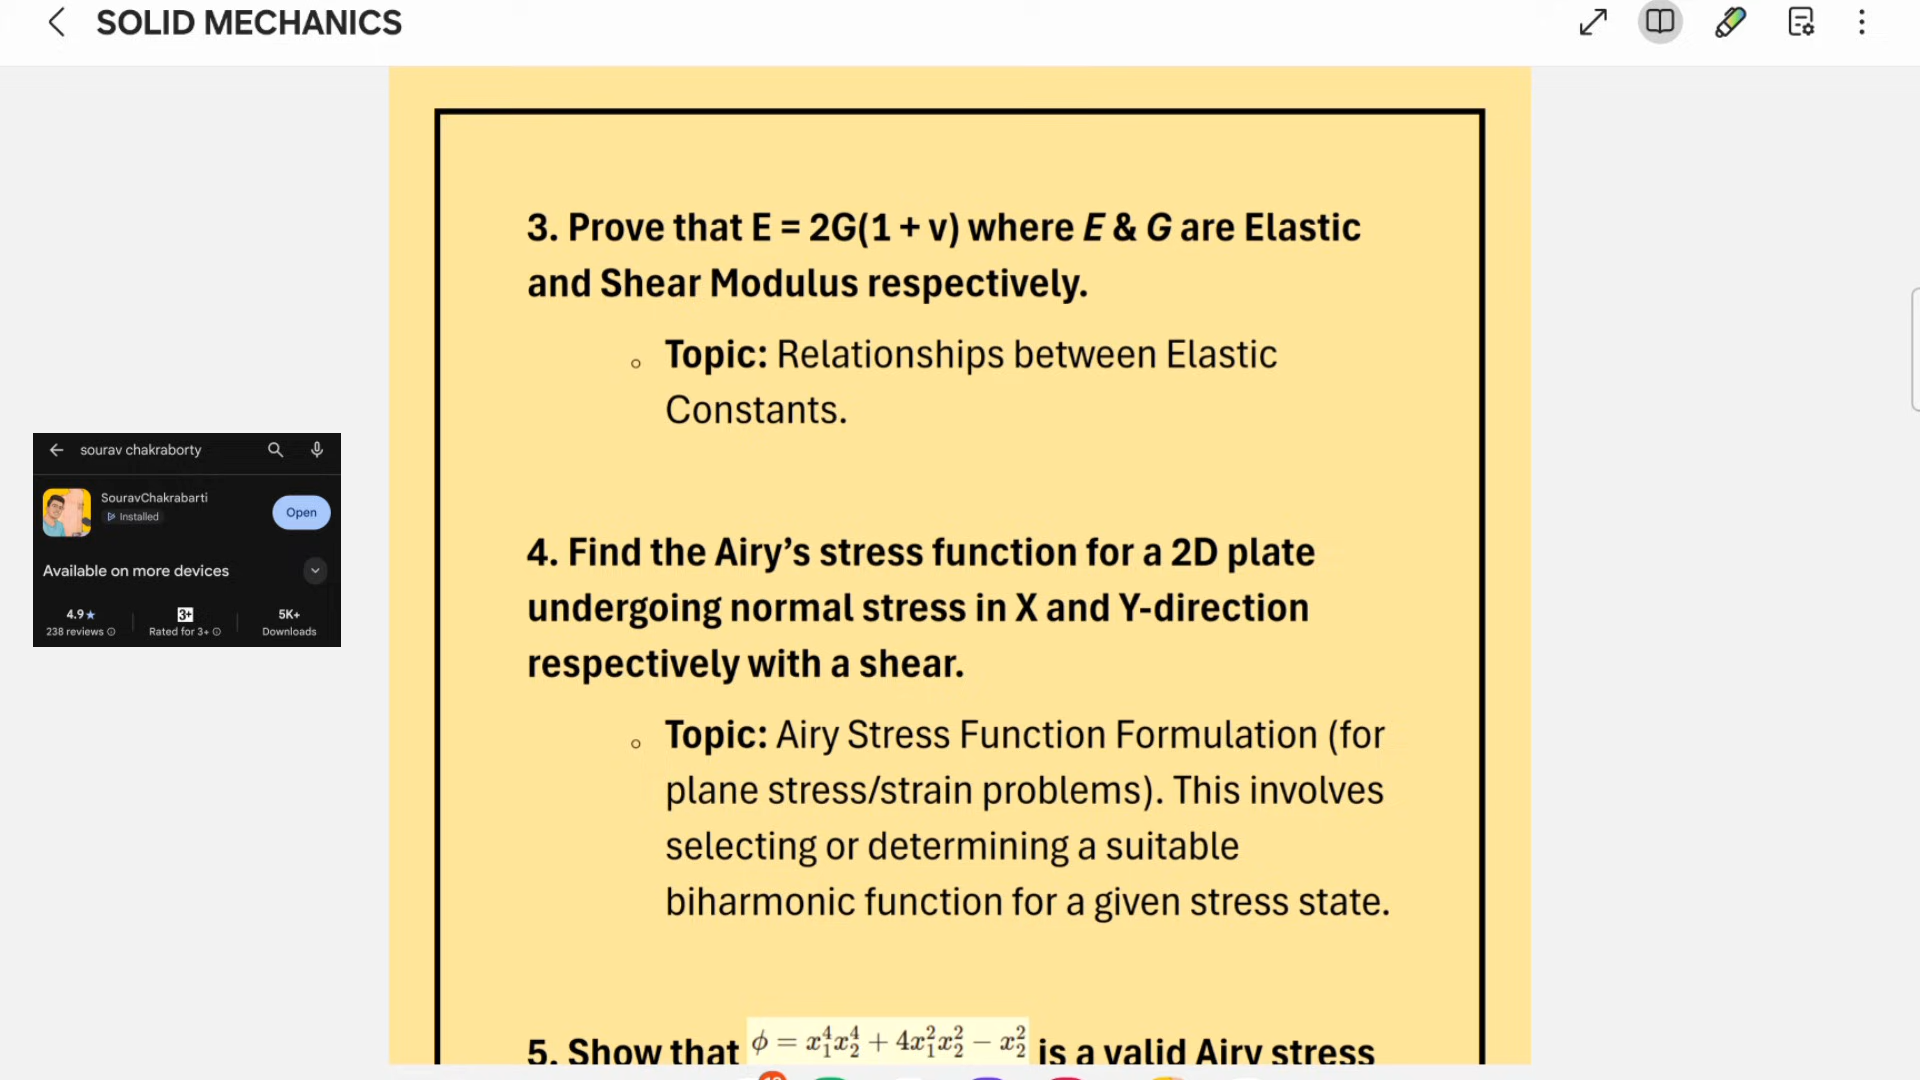 SOLID MECHANICS
3. Prove that E = 2G(1 + v) where E & G are Elastic
and Shear Modulus respectively.
Topic: Relationships between Elastic
Constants.
sourav chakraborty
SouravChakrabarti
Installed
Open
Available on more devices
4.9★
3+
5K+
238 reviews
Rated for 3+
Downloads
4. Find the Airy’s stress function for a 2D plate
undergoing normal stress in X and Y-direction
respectively with a shear.
Topic: Airy Stress Function Formulation (for
plane stress/strain problems). This involves
selecting or determining a suitable
biharmonic function for a given stress state.
5. Show that ϕ = x₁⁴x₂⁴ + 4x₁²x₂² − x₂² is a valid Airy stress